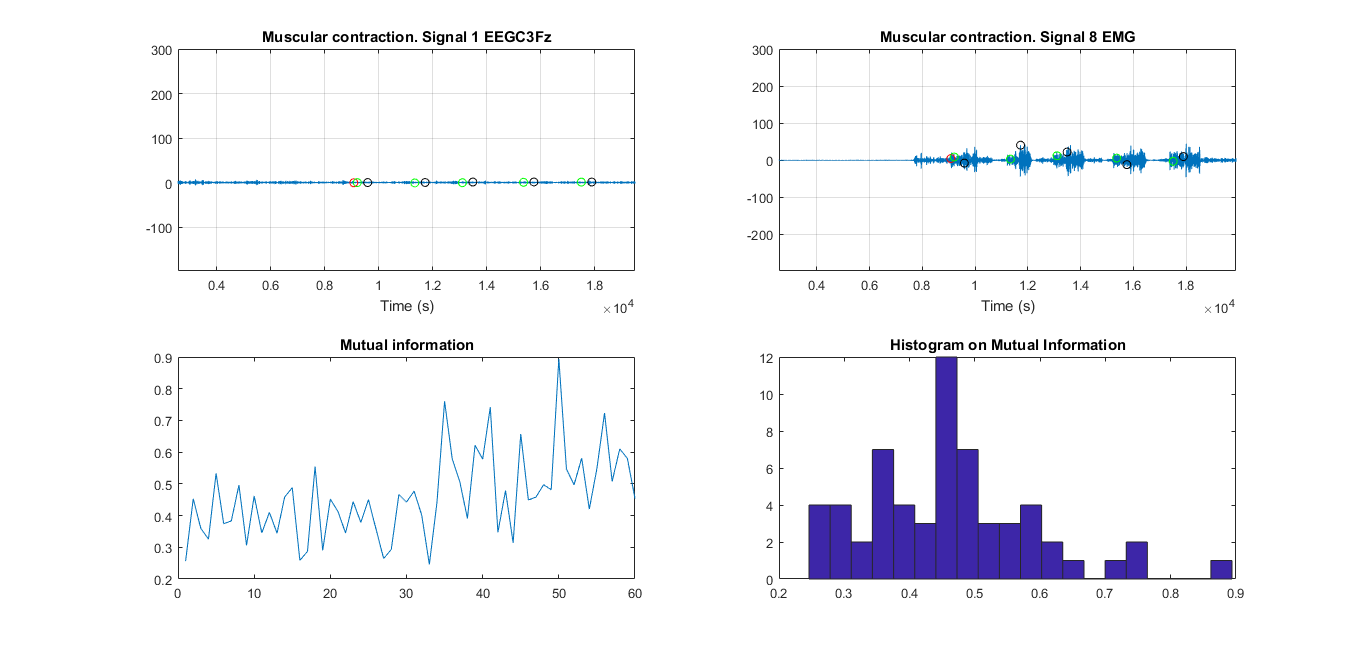 Muscular contraction. Signal 1 EEGC3Fz
300
200
100
0
-100
0.4 0.6 0.8 1 1.2 1.4 1.6 1.8
Time (s)
×10^4
Muscular contraction. Signal 8 EMG
300
200
100
0
-100
-200
0.4 0.6 0.8 1 1.2 1.4 1.6 1.8
Time (s)
×10^4
Mutual information
0.9
0.8
0.7
0.6
0.5
0.4
0.3
0.2
0 10 20 30 40 50 60
Histogram on Mutual Information
12
10
8
6
4
2
0
0.2 0.3 0.4 0.5 0.6 0.7 0.8 0.9